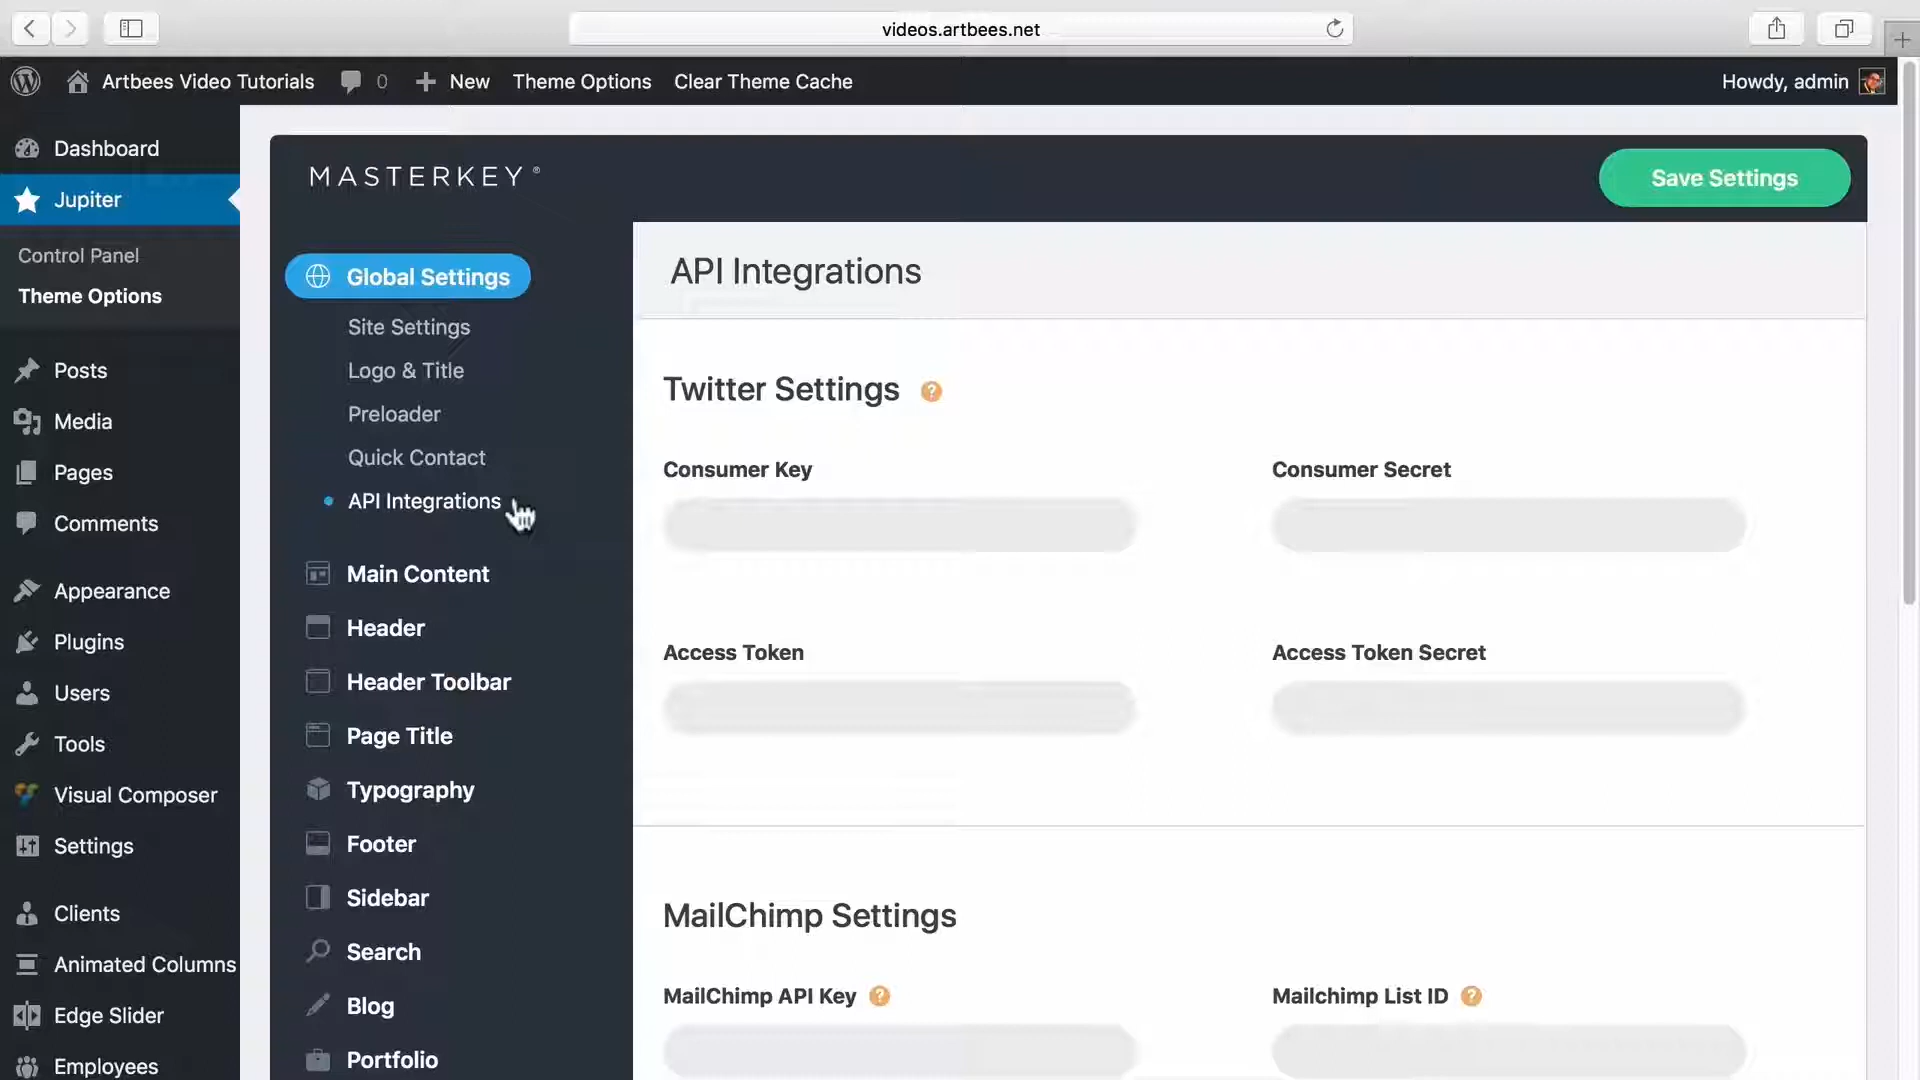 videos.artbees.net
Artbees Video Tutorials 0 New Theme Options Clear Theme Cache Howdy, admin
Dashboard
Jupiter
Control Panel
Theme Options
Posts
Media
Pages
Comments
Appearance
Plugins
Users
Tools
Visual Composer
Settings
Clients
Animated Columns
Edge Slider
Employees
MASTERKEY®
Save Settings
Global Settings
Site Settings
Logo & Title
Preloader
Quick Contact
API Integrations
Main Content
Header
Header Toolbar
Page Title
Typography
Footer
Sidebar
Search
Blog
Portfolio
API Integrations
Twitter Settings ?
Consumer Key Consumer Secret
Access Token Access Token Secret
MailChimp Settings
MailChimp API Key ? Mailchimp List ID ?